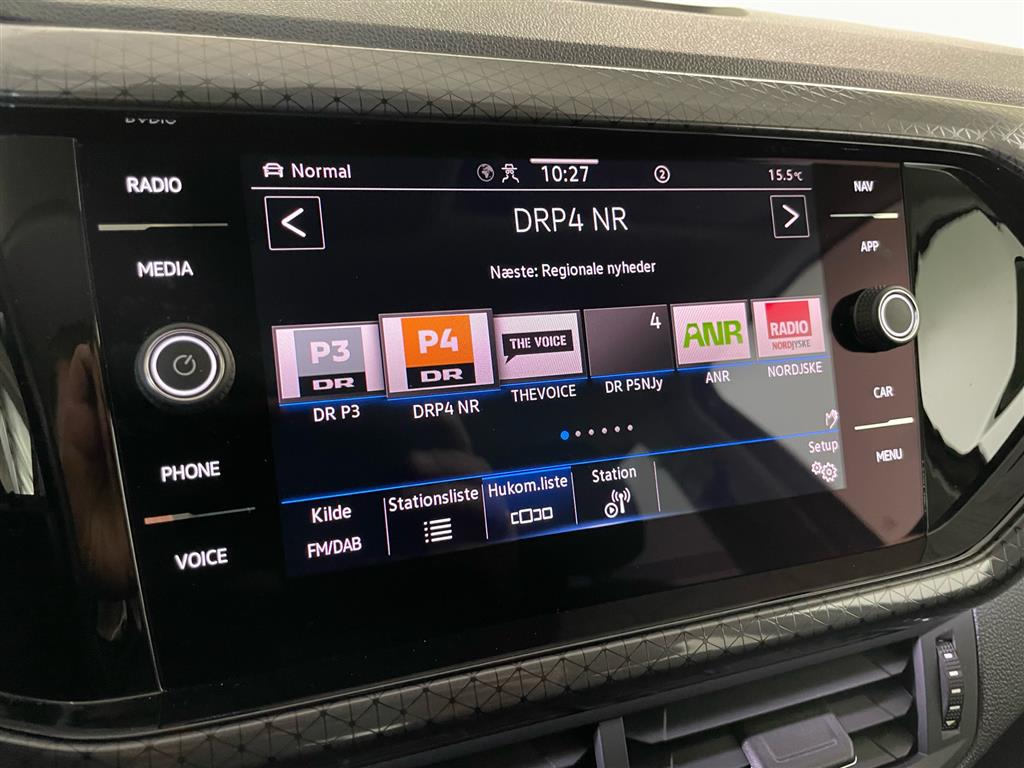 RADIO
MEDIA
PHONE
VOICE
Normal
10:27
2
15.5°C
DRP4 NR
Næste: Regionale nyheder
P3
DR
DR P3
P4
DR
DRP4 NR
THE VOICE
THEVOICE
4
DR P5NJy
ANR
ANR
RADIO
NORDJYSKE
NORDJSKE
Setup
Kilde
FM/DAB
Stationsliste
Hukom.liste
Station
NAV
APP
CAR
MENU